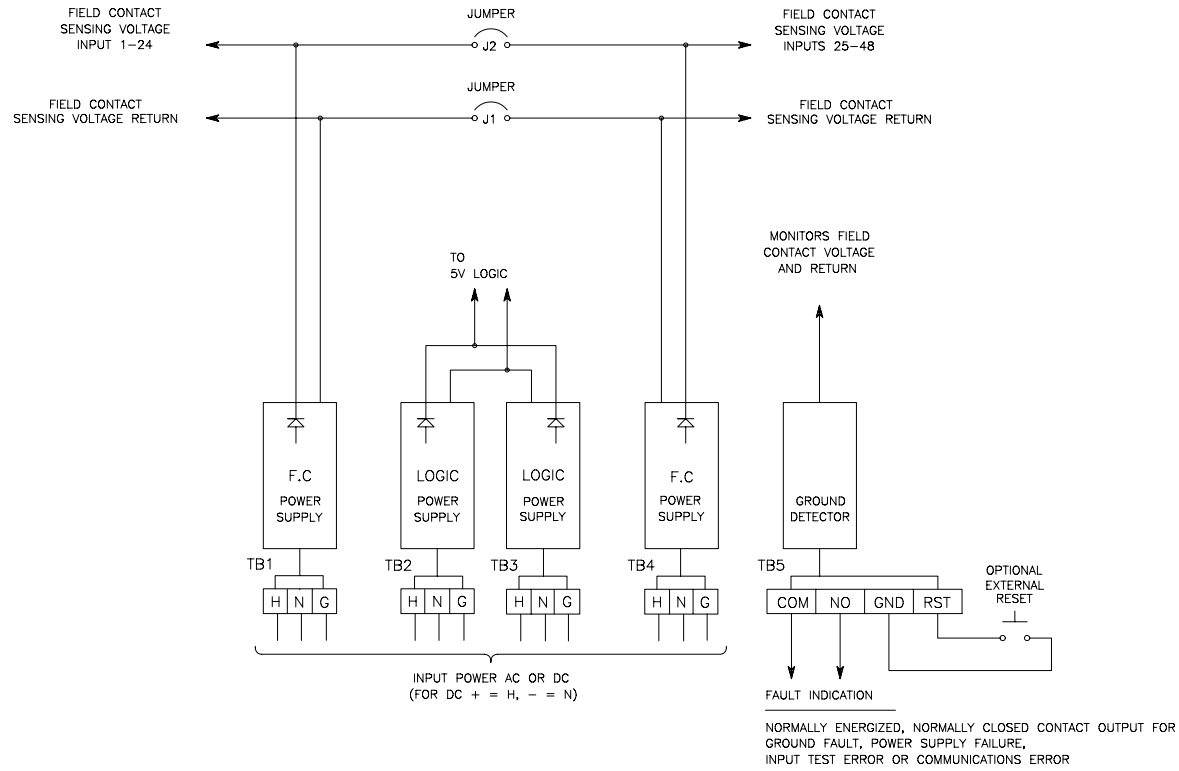 FIELD CONTACT
SENSING VOLTAGE
INPUT 1-24
JUMPER
J2
FIELD CONTACT
SENSING VOLTAGE
INPUTS 25-48
FIELD CONTACT
SENSING VOLTAGE RETURN
JUMPER
J1
FIELD CONTACT
SENSING VOLTAGE RETURN
TO
5V LOGIC
MONITORS FIELD
CONTACT VOLTAGE
AND RETURN
F.C
POWER
SUPPLY
LOGIC
POWER
SUPPLY
LOGIC
POWER
SUPPLY
F.C
POWER
SUPPLY
GROUND
DETECTOR
TB1
H N G
TB2
H N G
TB3
H N G
TB4
H N G
TB5
COM NO GND RST
OPTIONAL
EXTERNAL
RESET
INPUT POWER AC OR DC
(FOR DC + = H, - = N)
FAULT INDICATION
NORMALLY ENERGIZED, NORMALLY CLOSED CONTACT OUTPUT FOR
GROUND FAULT, POWER SUPPLY FAILURE,
INPUT TEST ERROR OR COMMUNICATIONS ERROR